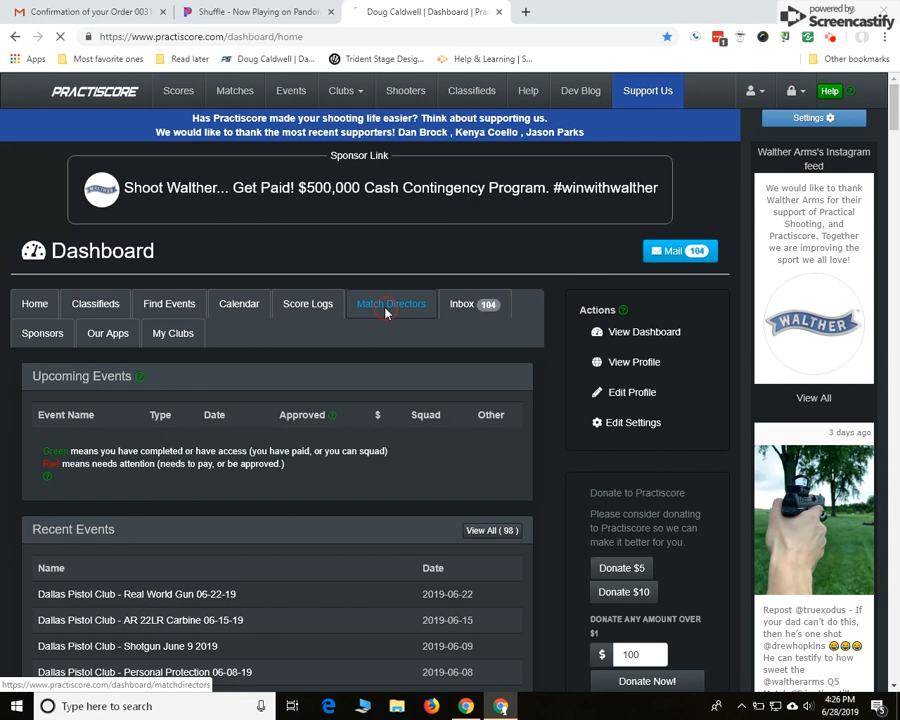 Confirmation of your Order 0031
Shuffle - Now Playing on Pandor
Doug Caldwell | Dashboard | Prac
powered by
Screencastify
https://www.practiscore.com/dashboard/home
Apps
Most favorite ones
Read later
Doug Caldwell | Da...
Trident Stage Desig...
Help & Learning | S...
Other bookmarks
PRACTISCORE
Scores
Matches
Events
Clubs
Shooters
Classifieds
Help
Dev Blog
Support Us
Help
Has Practiscore made your shooting life easier? Think about supporting us.
We would like to thank the most recent supporters! Dan Brock , Kenya Coello , Jason Parks
Settings
Sponsor Link
WALTHER
Shoot Walther... Get Paid! $500,000 Cash Contingency Program. #winwithwalther
Dashboard
Mail 104
Home
Classifieds
Find Events
Calendar
Score Logs
Match Directors
Inbox 104
Sponsors
Our Apps
My Clubs
Upcoming Events
Event Name
Type
Date
Approved
$
Squad
Other
Green means you have completed or have access (you have paid, or you can squad)
Red means needs attention (needs to pay, or be approved.)
Recent Events
View All ( 98 )
Name
Date
Dallas Pistol Club - Real World Gun 06-22-19
2019-06-22
Dallas Pistol Club - AR 22LR Carbine 06-15-19
2019-06-15
Dallas Pistol Club - Shotgun June 9 2019
2019-06-09
Dallas Pistol Club - Personal Protection 06-08-19
2019-06-08
Actions
View Dashboard
View Profile
Edit Profile
Edit Settings
Donate to Practiscore
Please consider donating
to Practiscore so we can
make it better for you.
Donate $5
Donate $10
DONATE ANY AMOUNT OVER
$1
$ 100
Donate Now!
Walther Arms's Instagram
feed
We would like to thank
Walther Arms for their
support of Practical
Shooting, and
Practiscore. Together
we are improving the
sport we all love!
WALTHER
View All
3 days ago
Repost @truexodus - If
your dad can't do this,
then he's one shot
@drewhopkins
He can testify to how
sweet the
@waltherarms Q5
https://www.practiscore.com/dashboard/matchdirectors
Type here to search
4:26 PM
6/28/2019
5